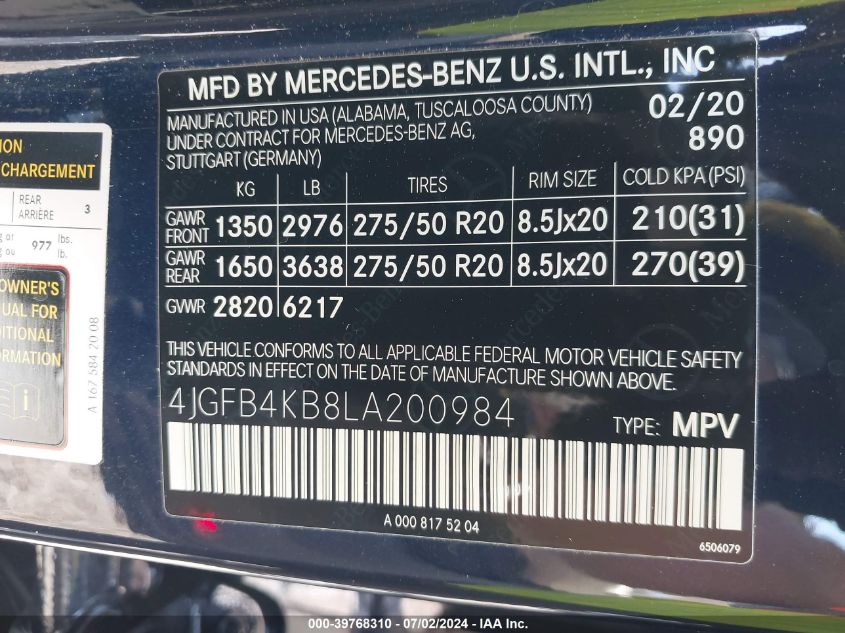 MFD BY MERCEDES-BENZ U.S. INTL., INC
MANUFACTURED IN USA (ALABAMA, TUSCALOOSA COUNTY) 02/20
UNDER CONTRACT FOR MERCEDES-BENZ AG, 890
STUTTGART (GERMANY)
KG LB TIRES RIM SIZE COLD KPA (PSI)
GAWR FRONT 1350 2976 275/50 R20 8.5Jx20 210(31)
GAWR REAR 1650 3638 275/50 R20 8.5Jx20 270(39)
GVWR 2820 6217
THIS VEHICLE CONFORMS TO ALL APPLICABLE FEDERAL MOTOR VEHICLE SAFETY
STANDARDS IN EFFECT ON THE DATE OF MANUFACTURE SHOWN ABOVE.
4JGFB4KB8LA200984 TYPE: MPV
A 000 817 52 04
6506079
CHARGEMENT
REAR
ARRIÈRE 3
977 lbs.
lb.
OWNER'S
FOR
A 167 584 20 08
000-39768310 - 07/02/2024 - IAA Inc.